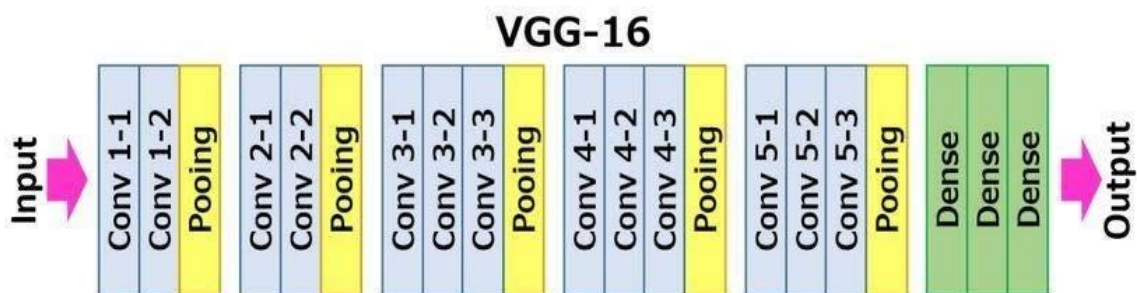 VGG-16
Input
Conv 1-1
Conv 1-2
Pooing
Conv 2-1
Conv 2-2
Pooing
Conv 3-1
Conv 3-2
Conv 3-3
Pooing
Conv 4-1
Conv 4-2
Conv 4-3
Pooing
Conv 5-1
Conv 5-2
Conv 5-3
Pooing
Dense
Dense
Dense
Output